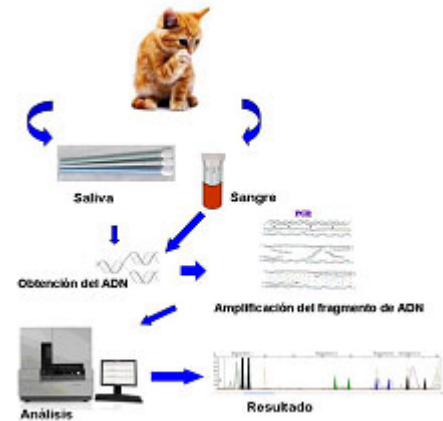 Saliva
Sangre
PCR
Obtención del ADN
Amplificación del fragmento de ADN
Análisis
Resultado